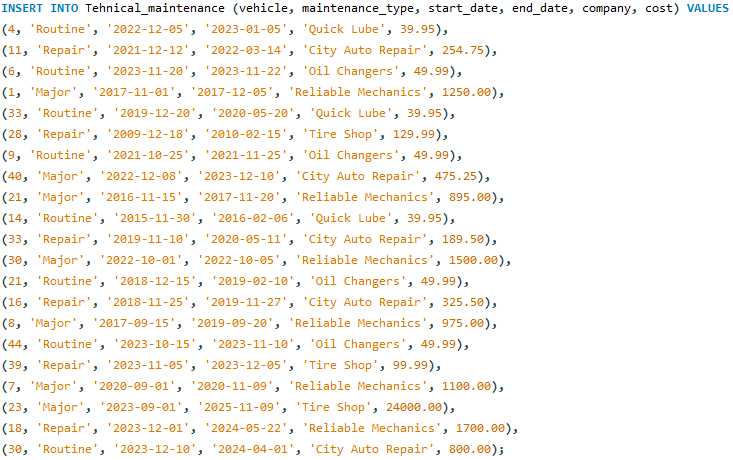 INSERT INTO Tehnical_maintenance (vehicle, maintenance_type, start_date, end_date, company, cost) VALUES
(4, 'Routine', '2022-12-05', '2023-01-05', 'Quick Lube', 39.95),
(11, 'Repair', '2021-12-12', '2022-03-14', 'City Auto Repair', 254.75),
(6, 'Routine', '2023-11-20', '2023-11-22', 'Oil Changers', 49.99),
(1, 'Major', '2017-11-01', '2017-12-05', 'Reliable Mechanics', 1250.00),
(33, 'Routine', '2019-12-20', '2020-05-20', 'Quick Lube', 39.95),
(28, 'Repair', '2009-12-18', '2010-02-15', 'Tire Shop', 129.99),
(9, 'Routine', '2021-10-25', '2021-11-25', 'Oil Changers', 49.99),
(40, 'Major', '2022-12-08', '2023-12-10', 'City Auto Repair', 475.25),
(21, 'Major', '2016-11-15', '2017-11-20', 'Reliable Mechanics', 895.00),
(14, 'Routine', '2015-11-30', '2016-02-06', 'Quick Lube', 39.95),
(33, 'Repair', '2019-11-10', '2020-05-11', 'City Auto Repair', 189.50),
(30, 'Major', '2022-10-01', '2022-10-05', 'Reliable Mechanics', 1500.00),
(21, 'Routine', '2018-12-15', '2019-02-10', 'Oil Changers', 49.99),
(16, 'Repair', '2018-11-25', '2019-11-27', 'City Auto Repair', 325.50),
(8, 'Major', '2017-09-15', '2019-09-20', 'Reliable Mechanics', 975.00),
(44, 'Routine', '2023-10-15', '2023-11-10', 'Oil Changers', 49.99),
(39, 'Repair', '2023-11-05', '2023-12-05', 'Tire Shop', 99.99),
(7, 'Major', '2020-09-01', '2020-11-09', 'Reliable Mechanics', 1100.00),
(23, 'Major', '2023-09-01', '2025-11-09', 'Tire Shop', 24000.00),
(18, 'Repair', '2023-12-01', '2024-05-22', 'Reliable Mechanics', 1700.00),
(30, 'Routine', '2023-12-10', '2024-04-01', 'City Auto Repair', 800.00);